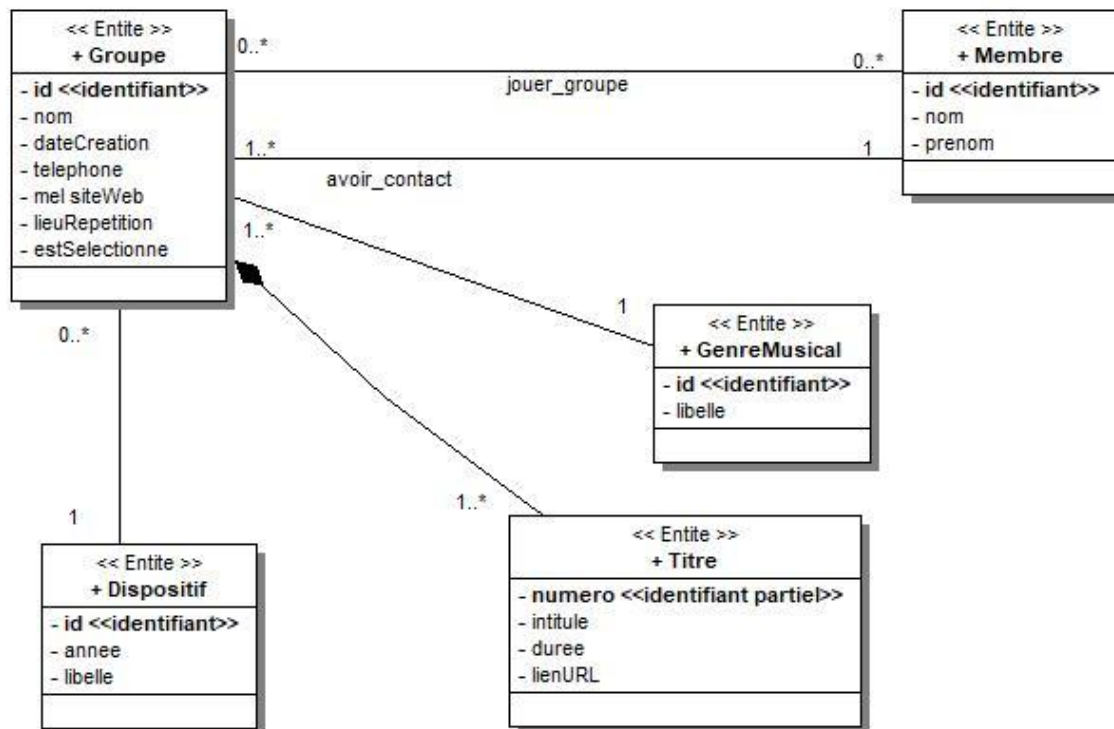 << Entite >>
+ Groupe
- id <<identifiant>>
- nom
- dateCreation
- telephone
- mel siteWeb
- lieuRepetition
- estSelectionne
0..*
0..*
jouer_groupe
1..*
1
avoir_contact
<< Entite >>
+ Membre
- id <<identifiant>>
- nom
- prenom
1..*
1
<< Entite >>
+ GenreMusical
- id <<identifiant>>
- libelle
0..*
1
1..*
<< Entite >>
+ Dispositif
- id <<identifiant>>
- annee
- libelle
<< Entite >>
+ Titre
- numero <<identifiant partiel>>
- intitule
- duree
- lienURL